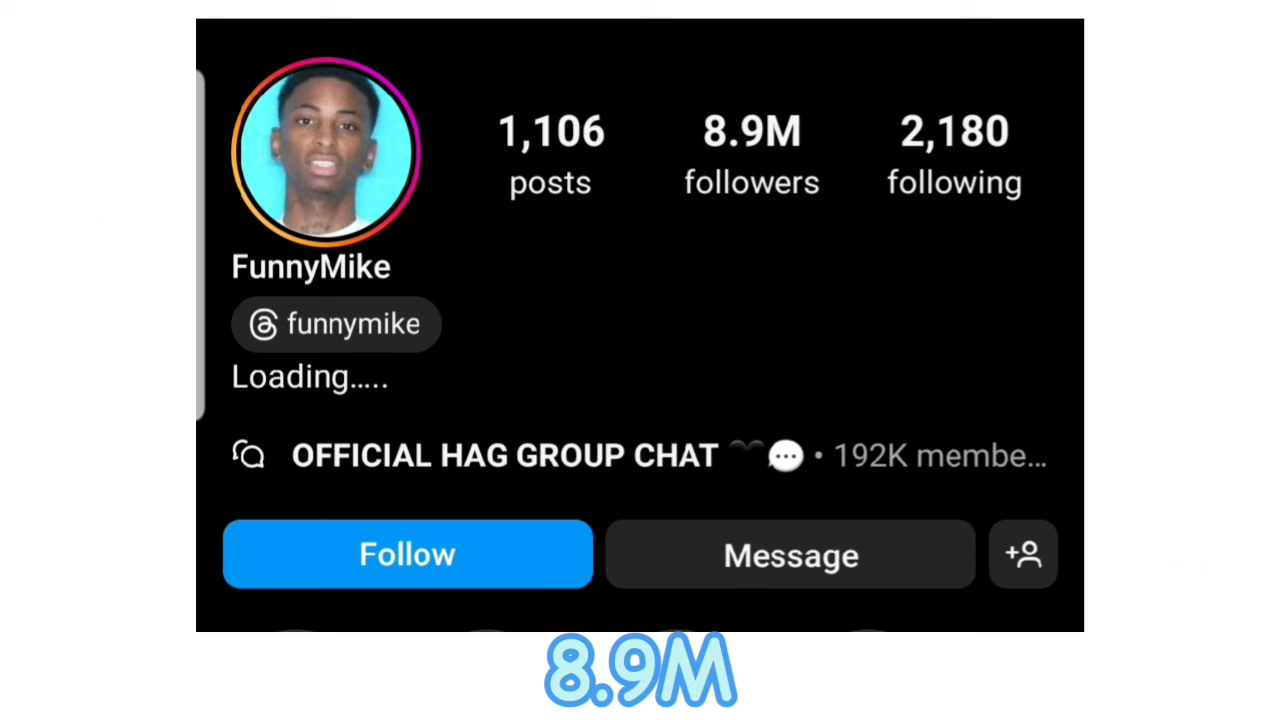 1,106 8.9M 2,180
posts followers following
FunnyMike
funnymike
Loading.....
OFFICIAL HAG GROUP CHAT 💬 • 192K membe...
Follow Message
8.9M